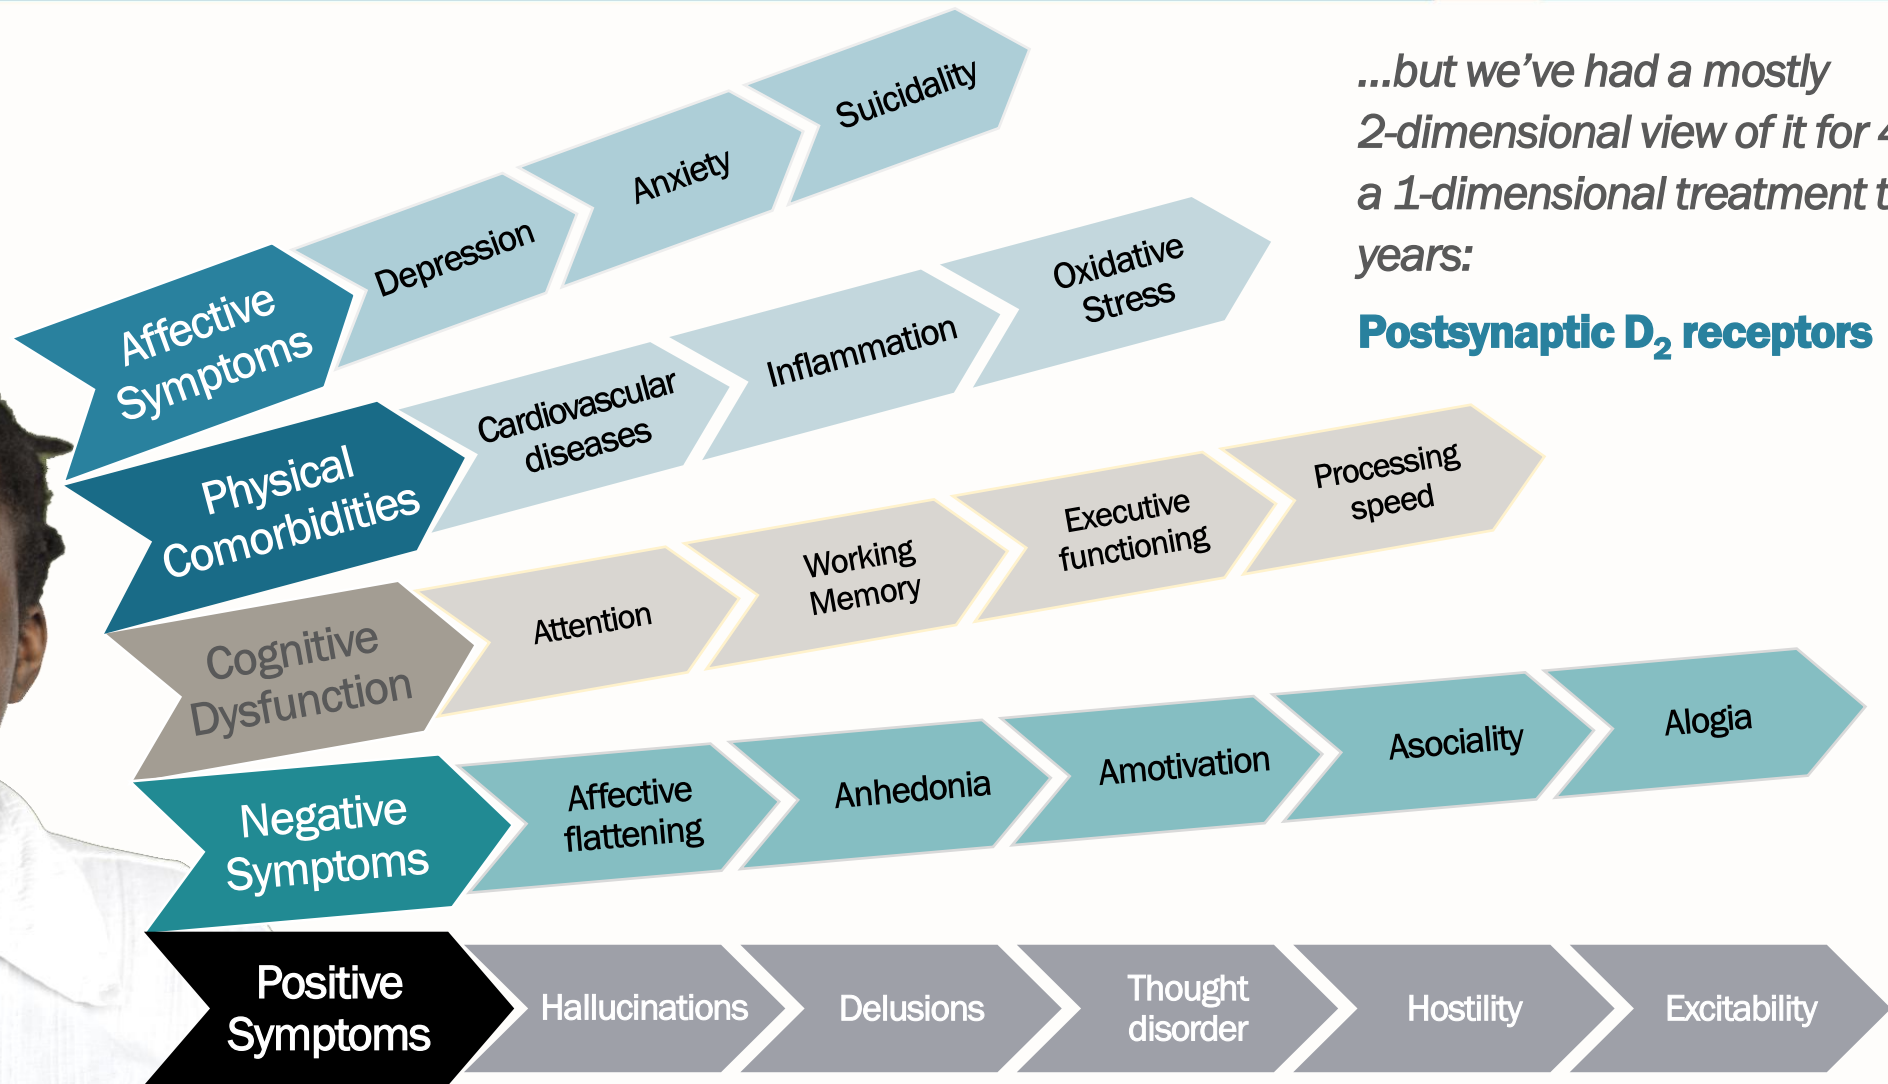 Affective
Symptoms
Depression
Anxiety
Suicidality
Physical
Comorbidities
Cardiovascular
diseases
Inflammation
Oxidative
Stress
Cognitive
Dysfunction
Attention
Working
Memory
Executive
functioning
Processing
speed
Negative
Symptoms
Affective
flattening
Anhedonia
Amotivation
Asociality
Alogia
Positive
Symptoms
Hallucinations
Delusions
Thought
disorder
Hostility
Excitability
...but we've had a mostly
2-dimensional view of it for
a 1-dimensional treatment
years:
Postsynaptic D₂ receptors